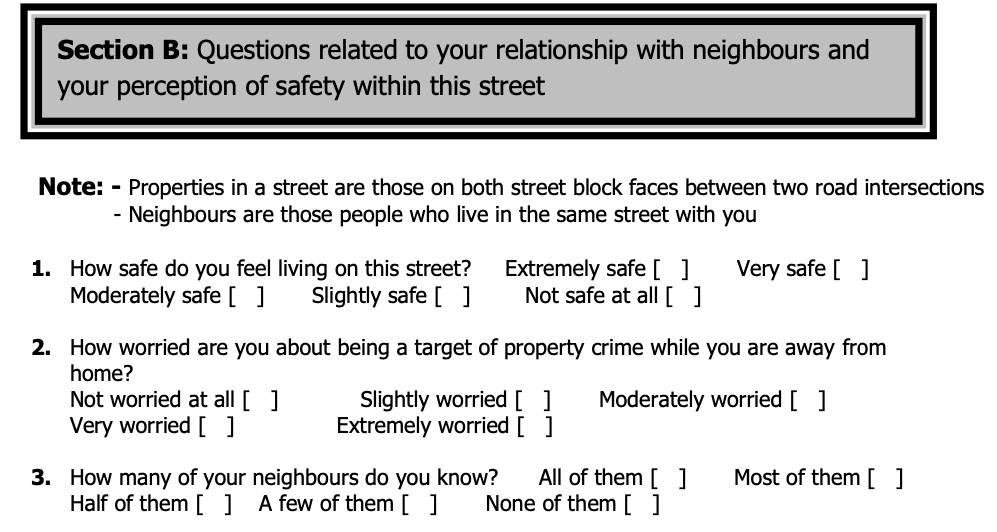 Section B: Questions related to your relationship with neighbours and
your perception of safety within this street
Note: - Properties in a street are those on both street block faces between two road intersections
- Neighbours are those people who live in the same street with you
1. How safe do you feel living on this street? Extremely safe [ ] Very safe [ ]
Moderately safe [ ] Slightly safe [ ] Not safe at all [ ]
2. How worried are you about being a target of property crime while you are away from
home?
Not worried at all [ ] Slightly worried [ ] Moderately worried [ ]
Very worried [ ] Extremely worried [ ]
3. How many of your neighbours do you know? All of them [ ] Most of them [ ]
Half of them [ ] A few of them [ ] None of them [ ]